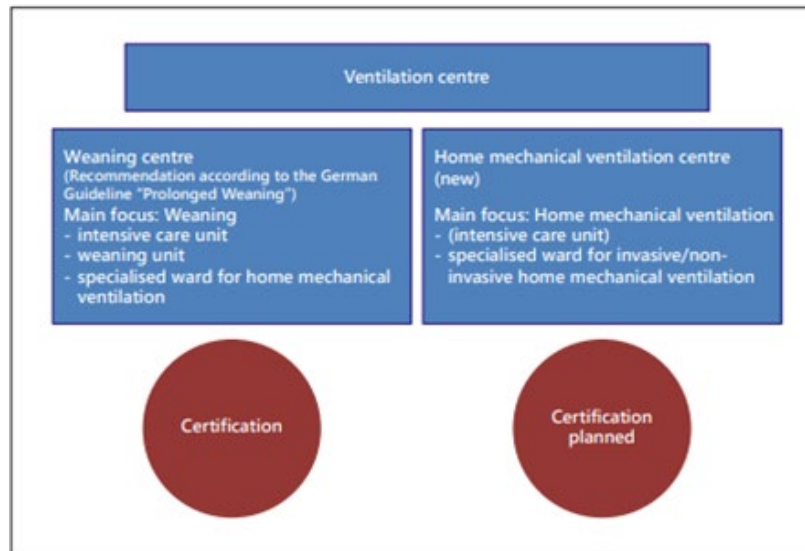 Ventilation centre
Weaning centre
(Recommendation according to the German
Guideline "Prolonged Weaning")
Main focus: Weaning
- intensive care unit
- weaning unit
- specialised ward for home mechanical
ventilation
Home mechanical ventilation centre
(new)
Main focus: Home mechanical ventilation
- (intensive care unit)
- specialised ward for invasive/non-
invasive home mechanical ventilation
Certification
Certification
planned